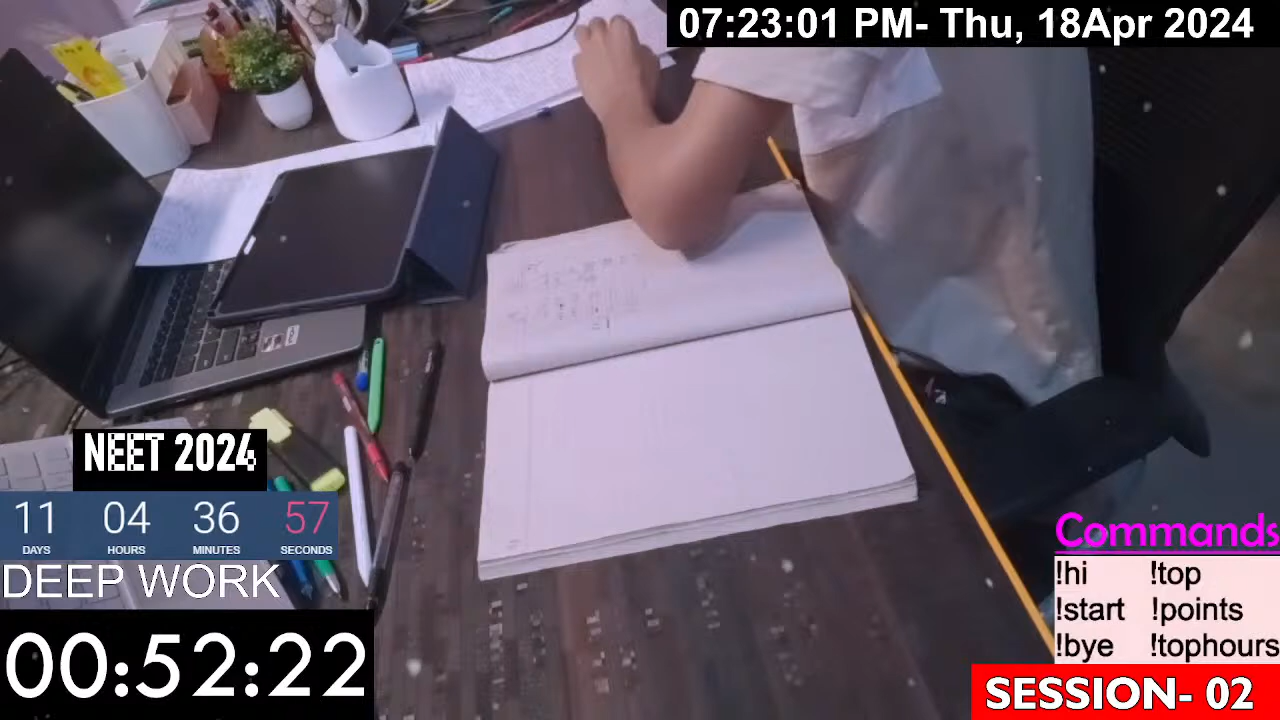 07:23:01 PM- Thu, 18Apr 2024
NEET 2024
11 04 36 57
DAYS HOURS MINUTES SECONDS
DEEP WORK
00:52:22
Commands
!hi !top
!start !points
!bye !tophours
SESSION- 02